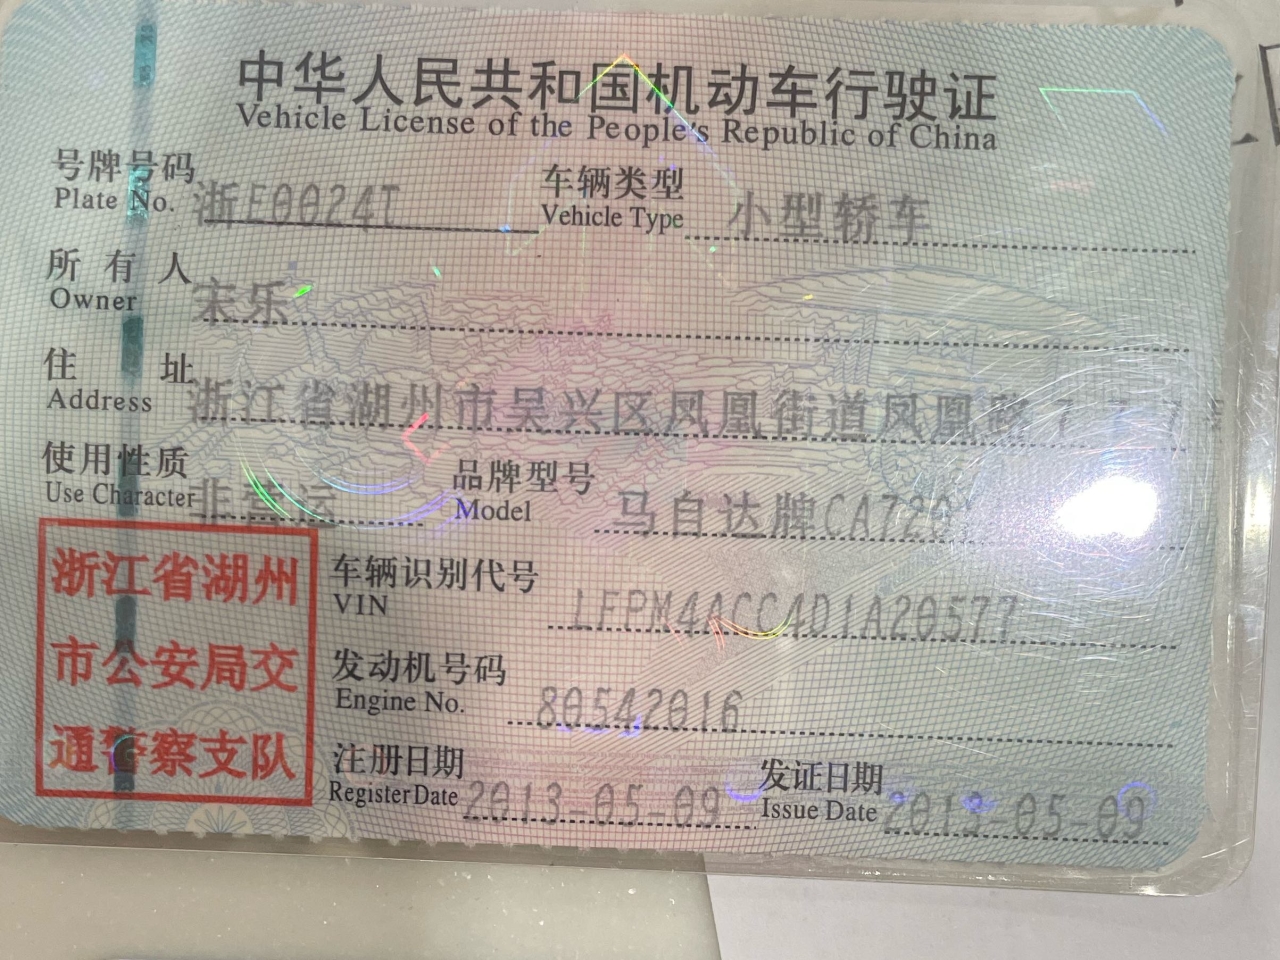 中华人民共和国机动车行驶证
Vehicle License of the People's Republic of China
号牌号码 浙E0024T 车辆类型 小型轿车
Plate No. Vehicle Type
所有人 宋乐
Owner
住址 浙江省湖州市吴兴区凤凰街道凤凰路
Address
使用性质 非营运 品牌型号 马自达牌
Use Character Model
浙江省湖州
市公安局交
通警察支队
车辆识别代号 LFPM4ACC4D1A20577
VIN
发动机号码 80542016
Engine No.
注册日期 2013-05-09 发证日期 2013-05-09
Register Date Issue Date